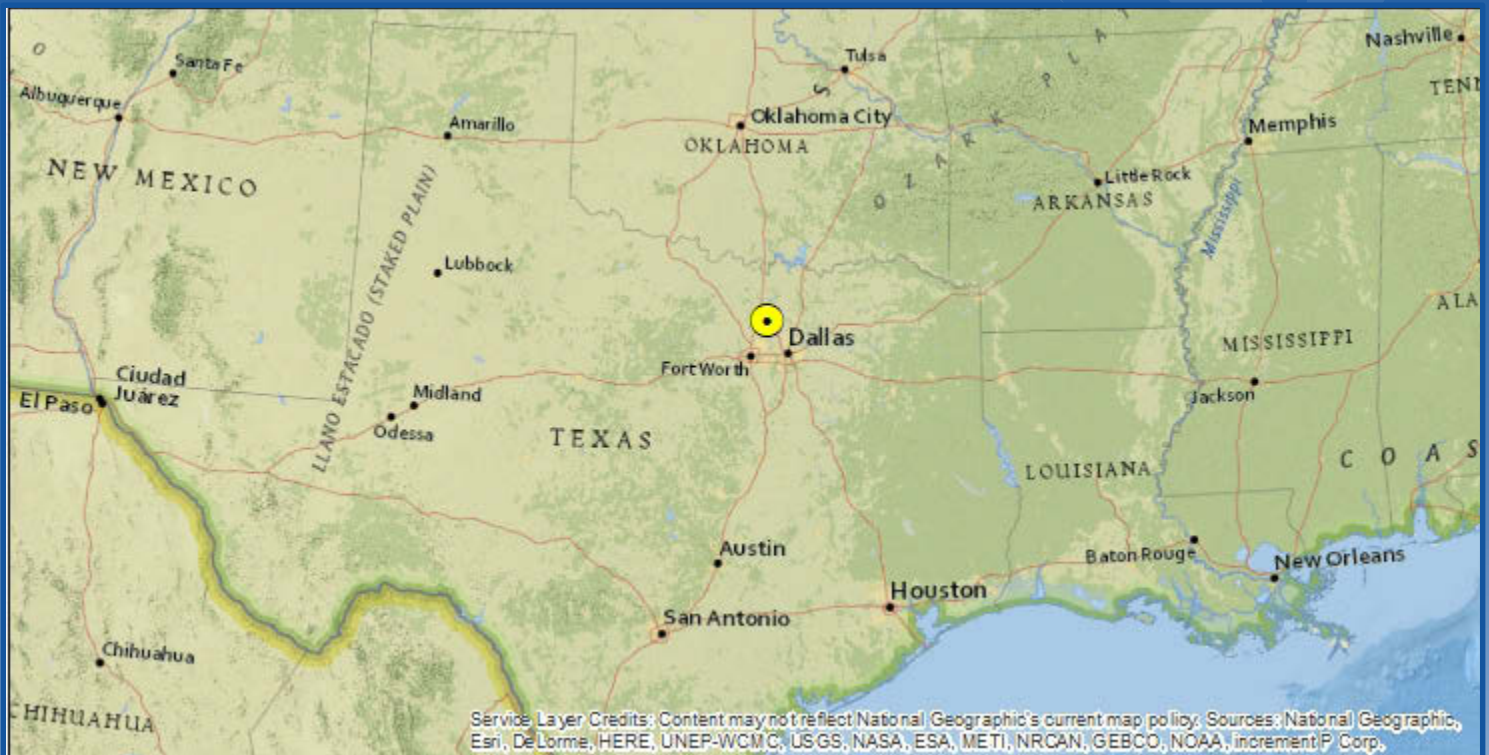 Nashville
Tulsa
O
Santa Fe
TENN
Albuquerque
S
Oklahoma City
Amarillo
Memphis
OKLAHOMA
OZARK PLA
NEW MEXICO
Little Rock
ARKANSAS
Mississippi
LLANO ESTACADO (STAKED PLAIN)
Lubbock
ALA
Dallas
MISSISSIPPI
Fort Worth
Ciudad
Juárez
El Paso
Midland
Jackson
Odessa
TEXAS
COAS
LOUISIANA
Austin
Baton Rouge
New Orleans
Houston
San Antonio
Chihuahua
CHIHUAHUA
Service Layer Credits: Content may not reflect National Geographic's current map policy. Sources: National Geographic,
Esri, DeLorme, HERE, UNEP-WCMC, USGS, NASA, ESA, METI, NRCAN, GEBCO, NOAA, increment P Corp.